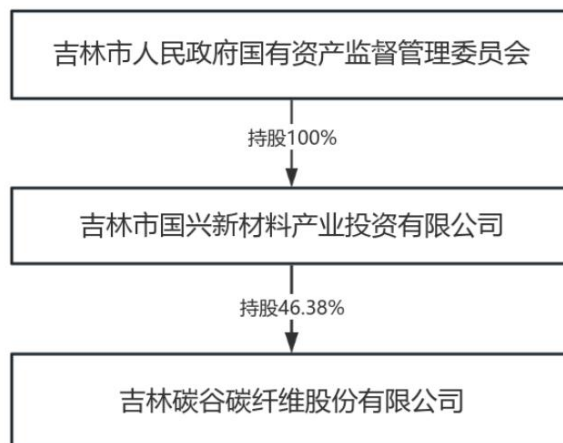 吉林市人民政府国有资产监督管理委员会
持股100%
吉林市国兴新材料产业投资有限公司
持股46.38%
吉林碳谷碳纤维股份有限公司